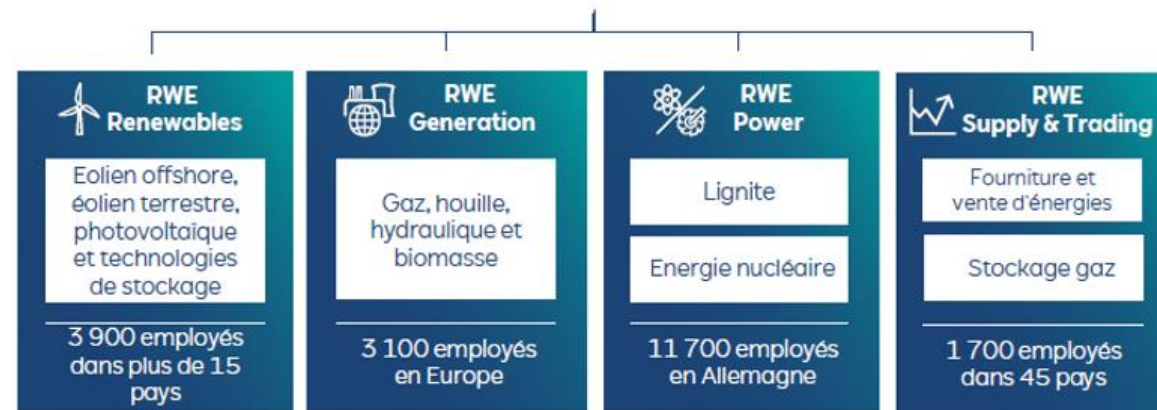 RWE
Renewables
Eolien offshore,
éolien terrestre,
photovoltaïque
et technologies
de stockage
3 900 employés
dans plus de 15
pays
RWE
Generation
Gaz, houille,
hydraulique et
biomasse
3 100 employés
en Europe
RWE
Power
Lignite
Energie nucléaire
11 700 employés
en Allemagne
RWE
Supply & Trading
Fourniture et
vente d'énergies
Stockage gaz
1 700 employés
dans 45 pays